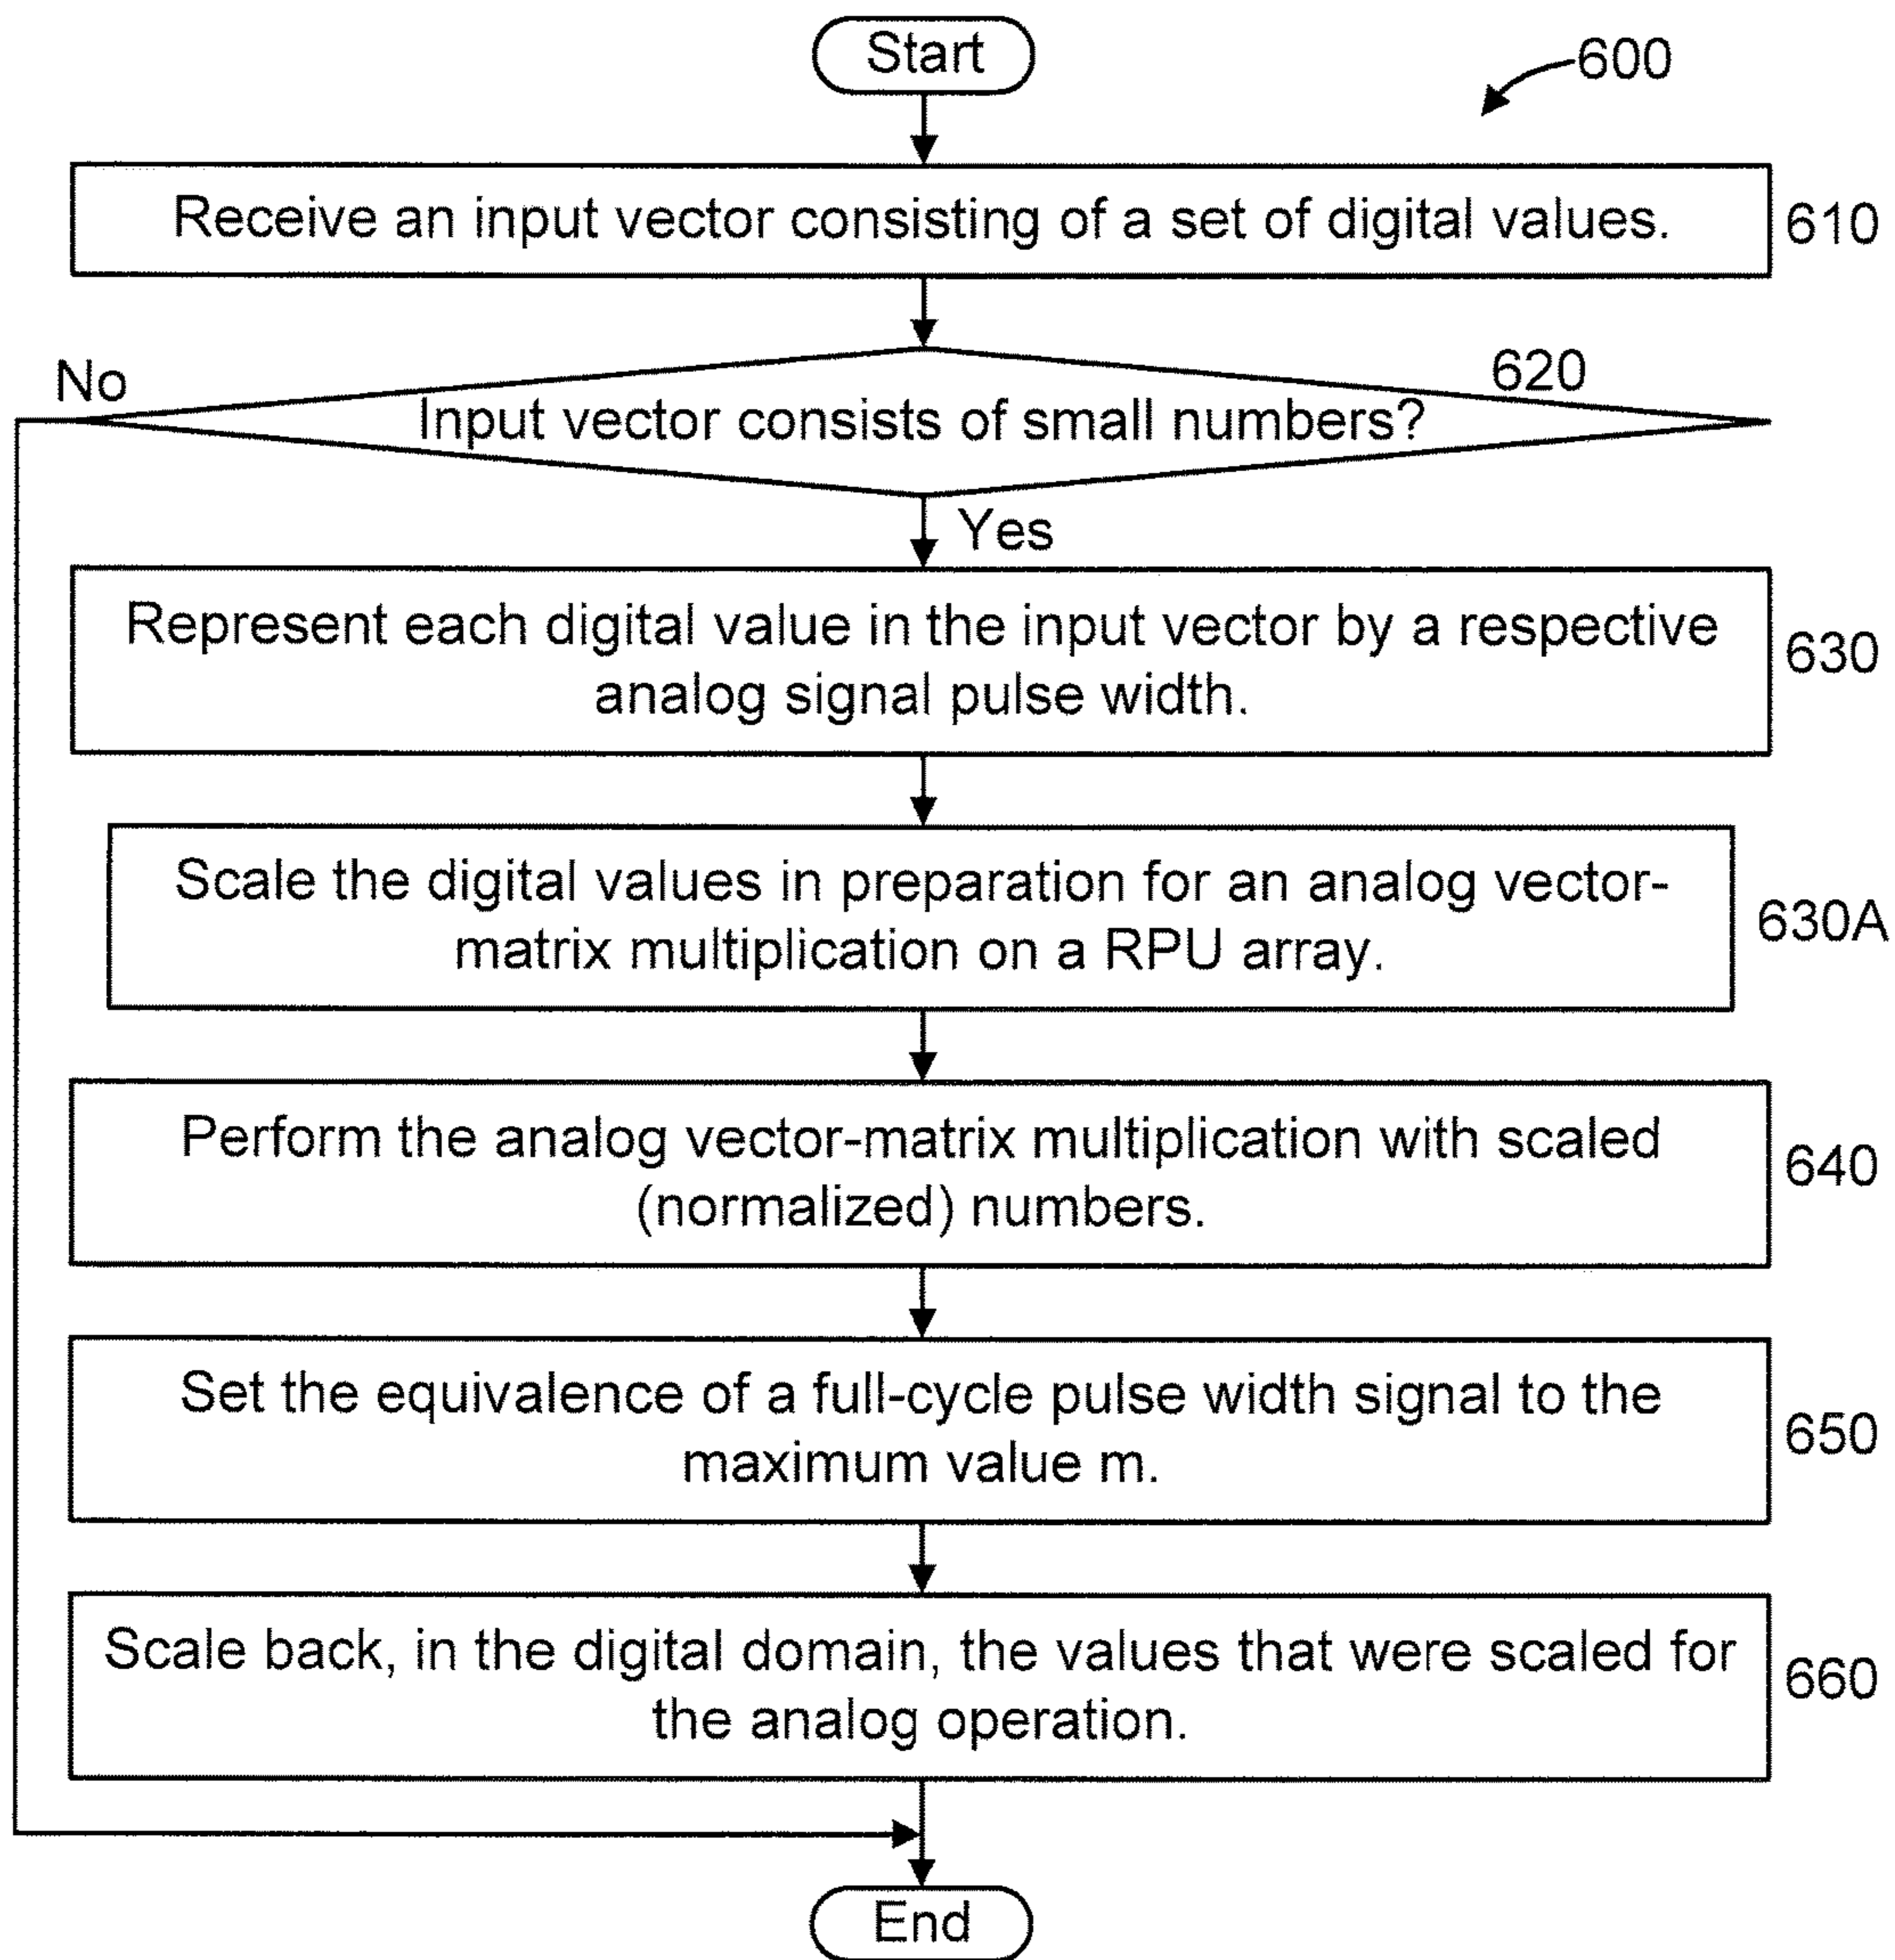 Start
600
Receive an input vector consisting of a set of digital values.
610
No
620
Input vector consists of small numbers?
Yes
Represent each digital value in the input vector by a respective
analog signal pulse width.
630
Scale the digital values in preparation for an analog vector-
matrix multiplication on a RPU array.
630A
Perform the analog vector-matrix multiplication with scaled
(normalized) numbers.
640
Set the equivalence of a full-cycle pulse width signal to the
maximum value m.
650
Scale back, in the digital domain, the values that were scaled for
the analog operation.
660
End